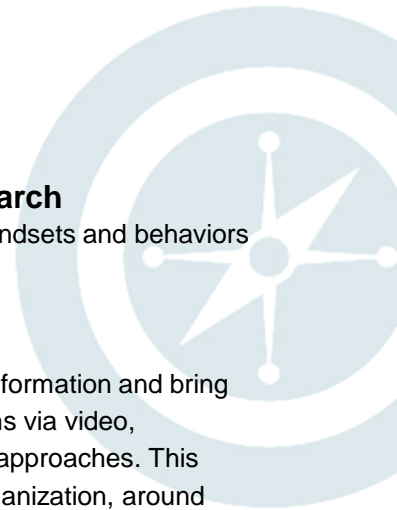 arch
ndsets and behaviors
formation and bring
ns via video,
approaches. This
anization, around